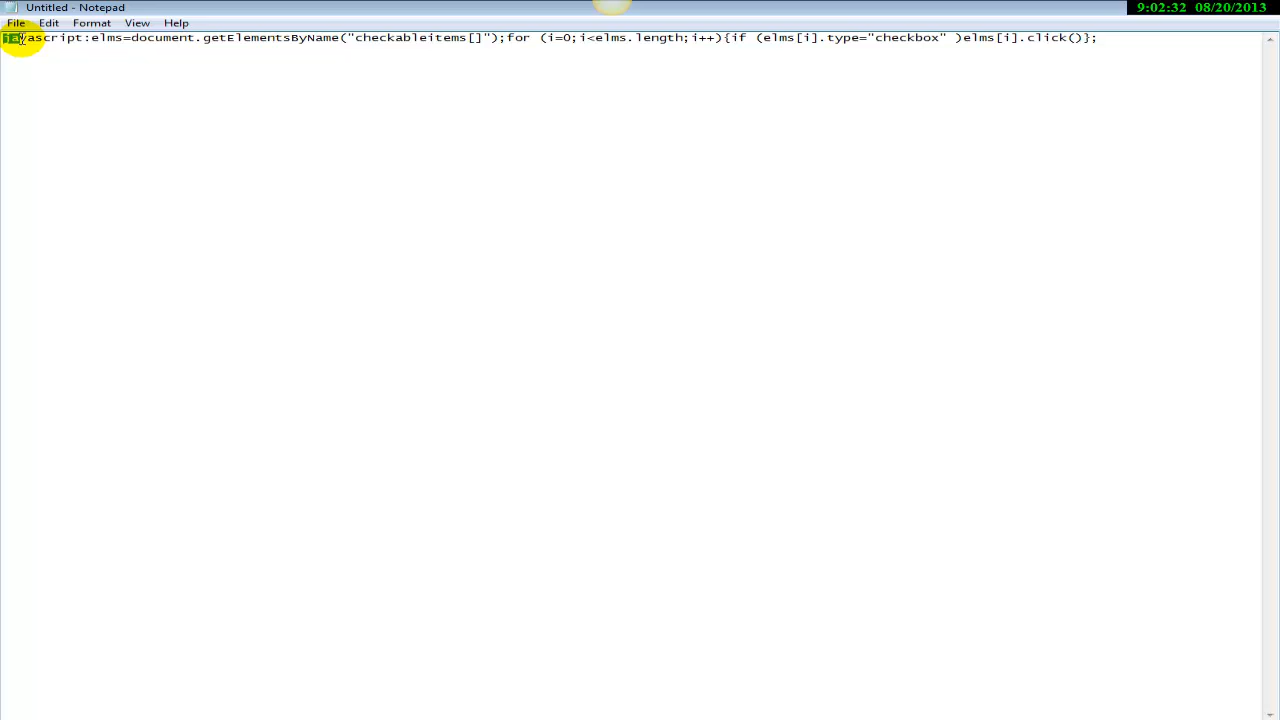 Untitled - Notepad
9:02:32 08/20/2013
File Edit Format View Help
javascript:elms=document.getElementsByName("checkableitems[]");for (i=0;i<elms.length;i++){if (elms[i].type="checkbox" )elms[i].click()};